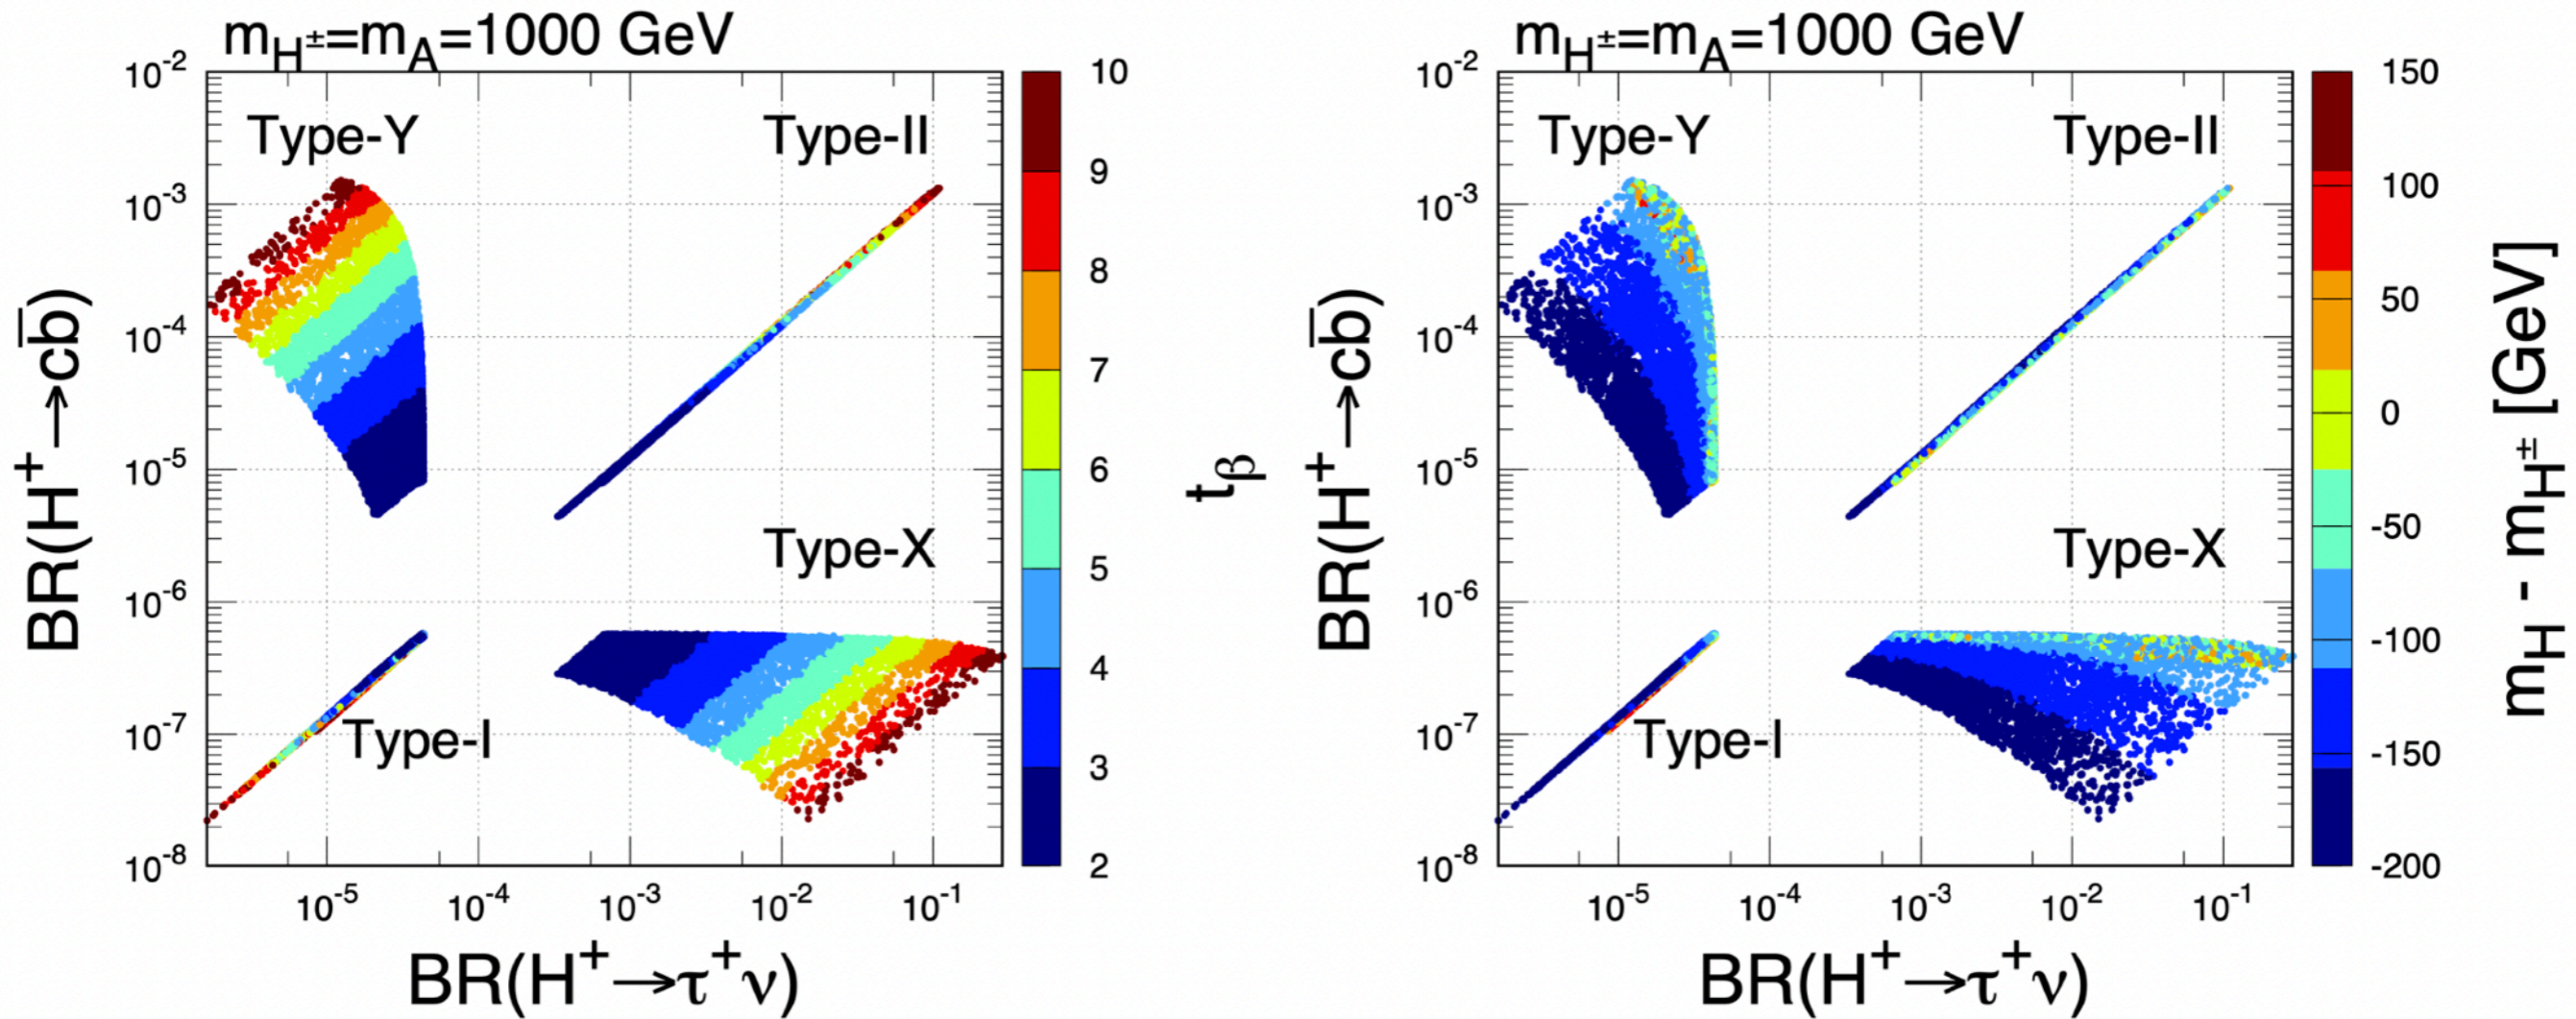 m_H±=m_A=1000 GeV
10⁻²
10⁻³
10⁻⁴
10⁻⁵
10⁻⁶
10⁻⁷
10⁻⁸
BR(H⁺→cb̅)
Type-Y
Type-II
Type-X
Type-I
10⁻⁵ 10⁻⁴ 10⁻³ 10⁻² 10⁻¹
BR(H⁺→τ⁺ν)
10
9
8
7
6
5
4
3
2
t_β
m_H±=m_A=1000 GeV
10⁻²
10⁻³
10⁻⁴
10⁻⁵
10⁻⁶
10⁻⁷
10⁻⁸
BR(H⁺→cb̅)
Type-Y
Type-II
Type-X
Type-I
10⁻⁵ 10⁻⁴ 10⁻³ 10⁻² 10⁻¹
BR(H⁺→τ⁺ν)
150
100
50
0
-50
-100
-150
-200
m_H - m_H± [GeV]